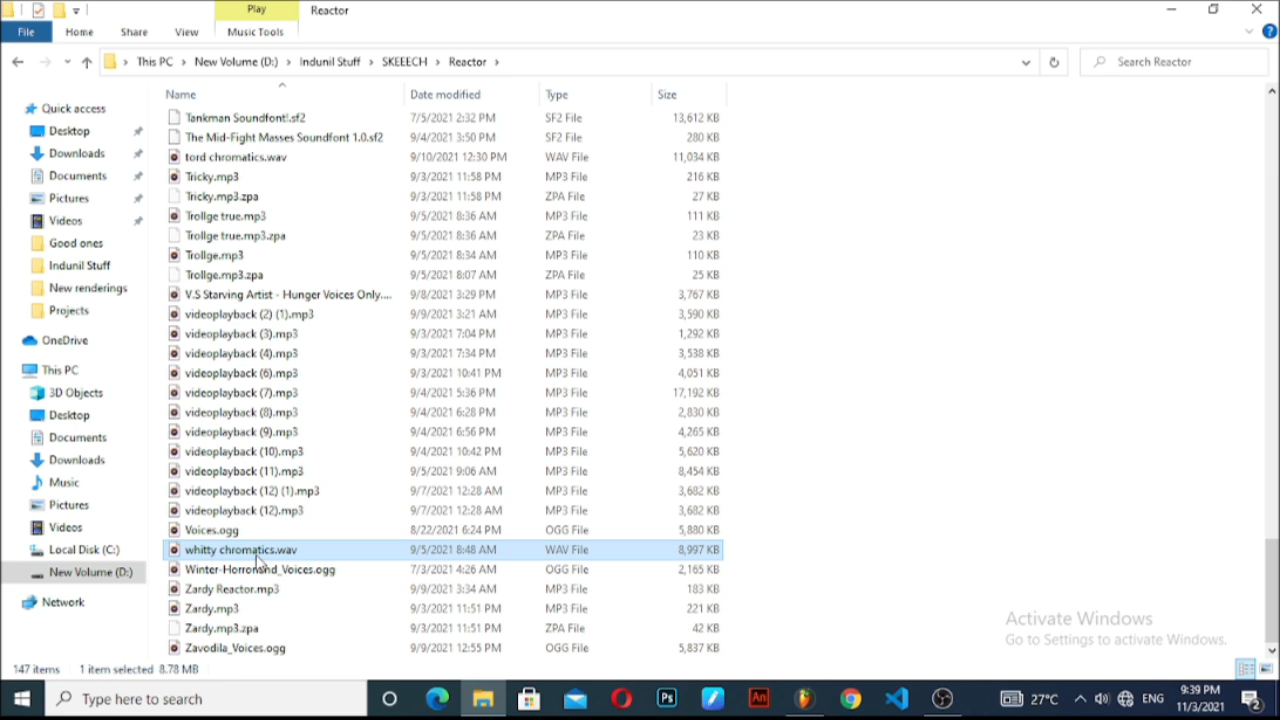 Play
Reactor
File
Home
Share
View
Music Tools
This PC > New Volume (D:) > Indunil Stuff > SKEEECH > Reactor >
Search Reactor
Name
Date modified
Type
Size
Quick access
Desktop
Downloads
Documents
Pictures
Videos
Good ones
Indunil Stuff
New renderings
Projects
OneDrive
This PC
3D Objects
Desktop
Documents
Downloads
Music
Pictures
Videos
Local Disk (C:)
New Volume (D:)
Network
Tankman Soundfont!.sf2 7/5/2021 2:32 PM SF2 File 13,612 KB
The Mid-Fight Masses Soundfont 1.0.sf2 9/4/2021 3:50 PM SF2 File 280 KB
tord chromatics.wav 9/10/2021 12:30 PM WAV File 11,034 KB
Tricky.mp3 9/3/2021 11:58 PM MP3 File 216 KB
Tricky.mp3.zpa 9/3/2021 11:58 PM ZPA File 27 KB
Trollge true.mp3 9/5/2021 8:36 AM MP3 File 111 KB
Trollge true.mp3.zpa 9/5/2021 8:36 AM ZPA File 23 KB
Trollge.mp3 9/5/2021 8:34 AM MP3 File 110 KB
Trollge.mp3.zpa 9/5/2021 8:07 AM ZPA File 25 KB
V.S Starving Artist - Hunger Voices Only.... 9/8/2021 3:29 PM MP3 File 3,767 KB
videoplayback (2) (1).mp3 9/9/2021 3:21 AM MP3 File 3,590 KB
videoplayback (3).mp3 9/3/2021 7:04 PM MP3 File 1,292 KB
videoplayback (4).mp3 9/3/2021 7:34 PM MP3 File 3,538 KB
videoplayback (6).mp3 9/3/2021 10:41 PM MP3 File 4,051 KB
videoplayback (7).mp3 9/4/2021 5:36 PM MP3 File 17,192 KB
videoplayback (8).mp3 9/4/2021 6:28 PM MP3 File 2,830 KB
videoplayback (9).mp3 9/4/2021 6:56 PM MP3 File 4,265 KB
videoplayback (10).mp3 9/4/2021 10:42 PM MP3 File 5,620 KB
videoplayback (11).mp3 9/5/2021 9:06 AM MP3 File 8,454 KB
videoplayback (12) (1).mp3 9/7/2021 12:28 AM MP3 File 3,682 KB
videoplayback (12).mp3 9/7/2021 12:28 AM MP3 File 3,682 KB
Voices.ogg 8/22/2021 6:24 PM OGG File 5,880 KB
whitty chromatics.wav 9/5/2021 8:48 AM WAV File 8,997 KB
Winter-Horrorland_Voices.ogg 7/3/2021 4:26 AM OGG File 2,165 KB
Zardy Reactor.mp3 9/9/2021 3:34 AM MP3 File 183 KB
Zardy.mp3 9/3/2021 11:51 PM MP3 File 221 KB
Zardy.mp3.zpa 9/3/2021 11:51 PM ZPA File 42 KB
Zavodila_Voices.ogg 9/9/2021 12:55 PM OGG File 5,837 KB
Activate Windows
Go to Settings to activate Windows.
147 items 1 item selected 8.78 MB
Type here to search
Ps
An
27°C
ENG
9:39 PM
11/3/2021
2